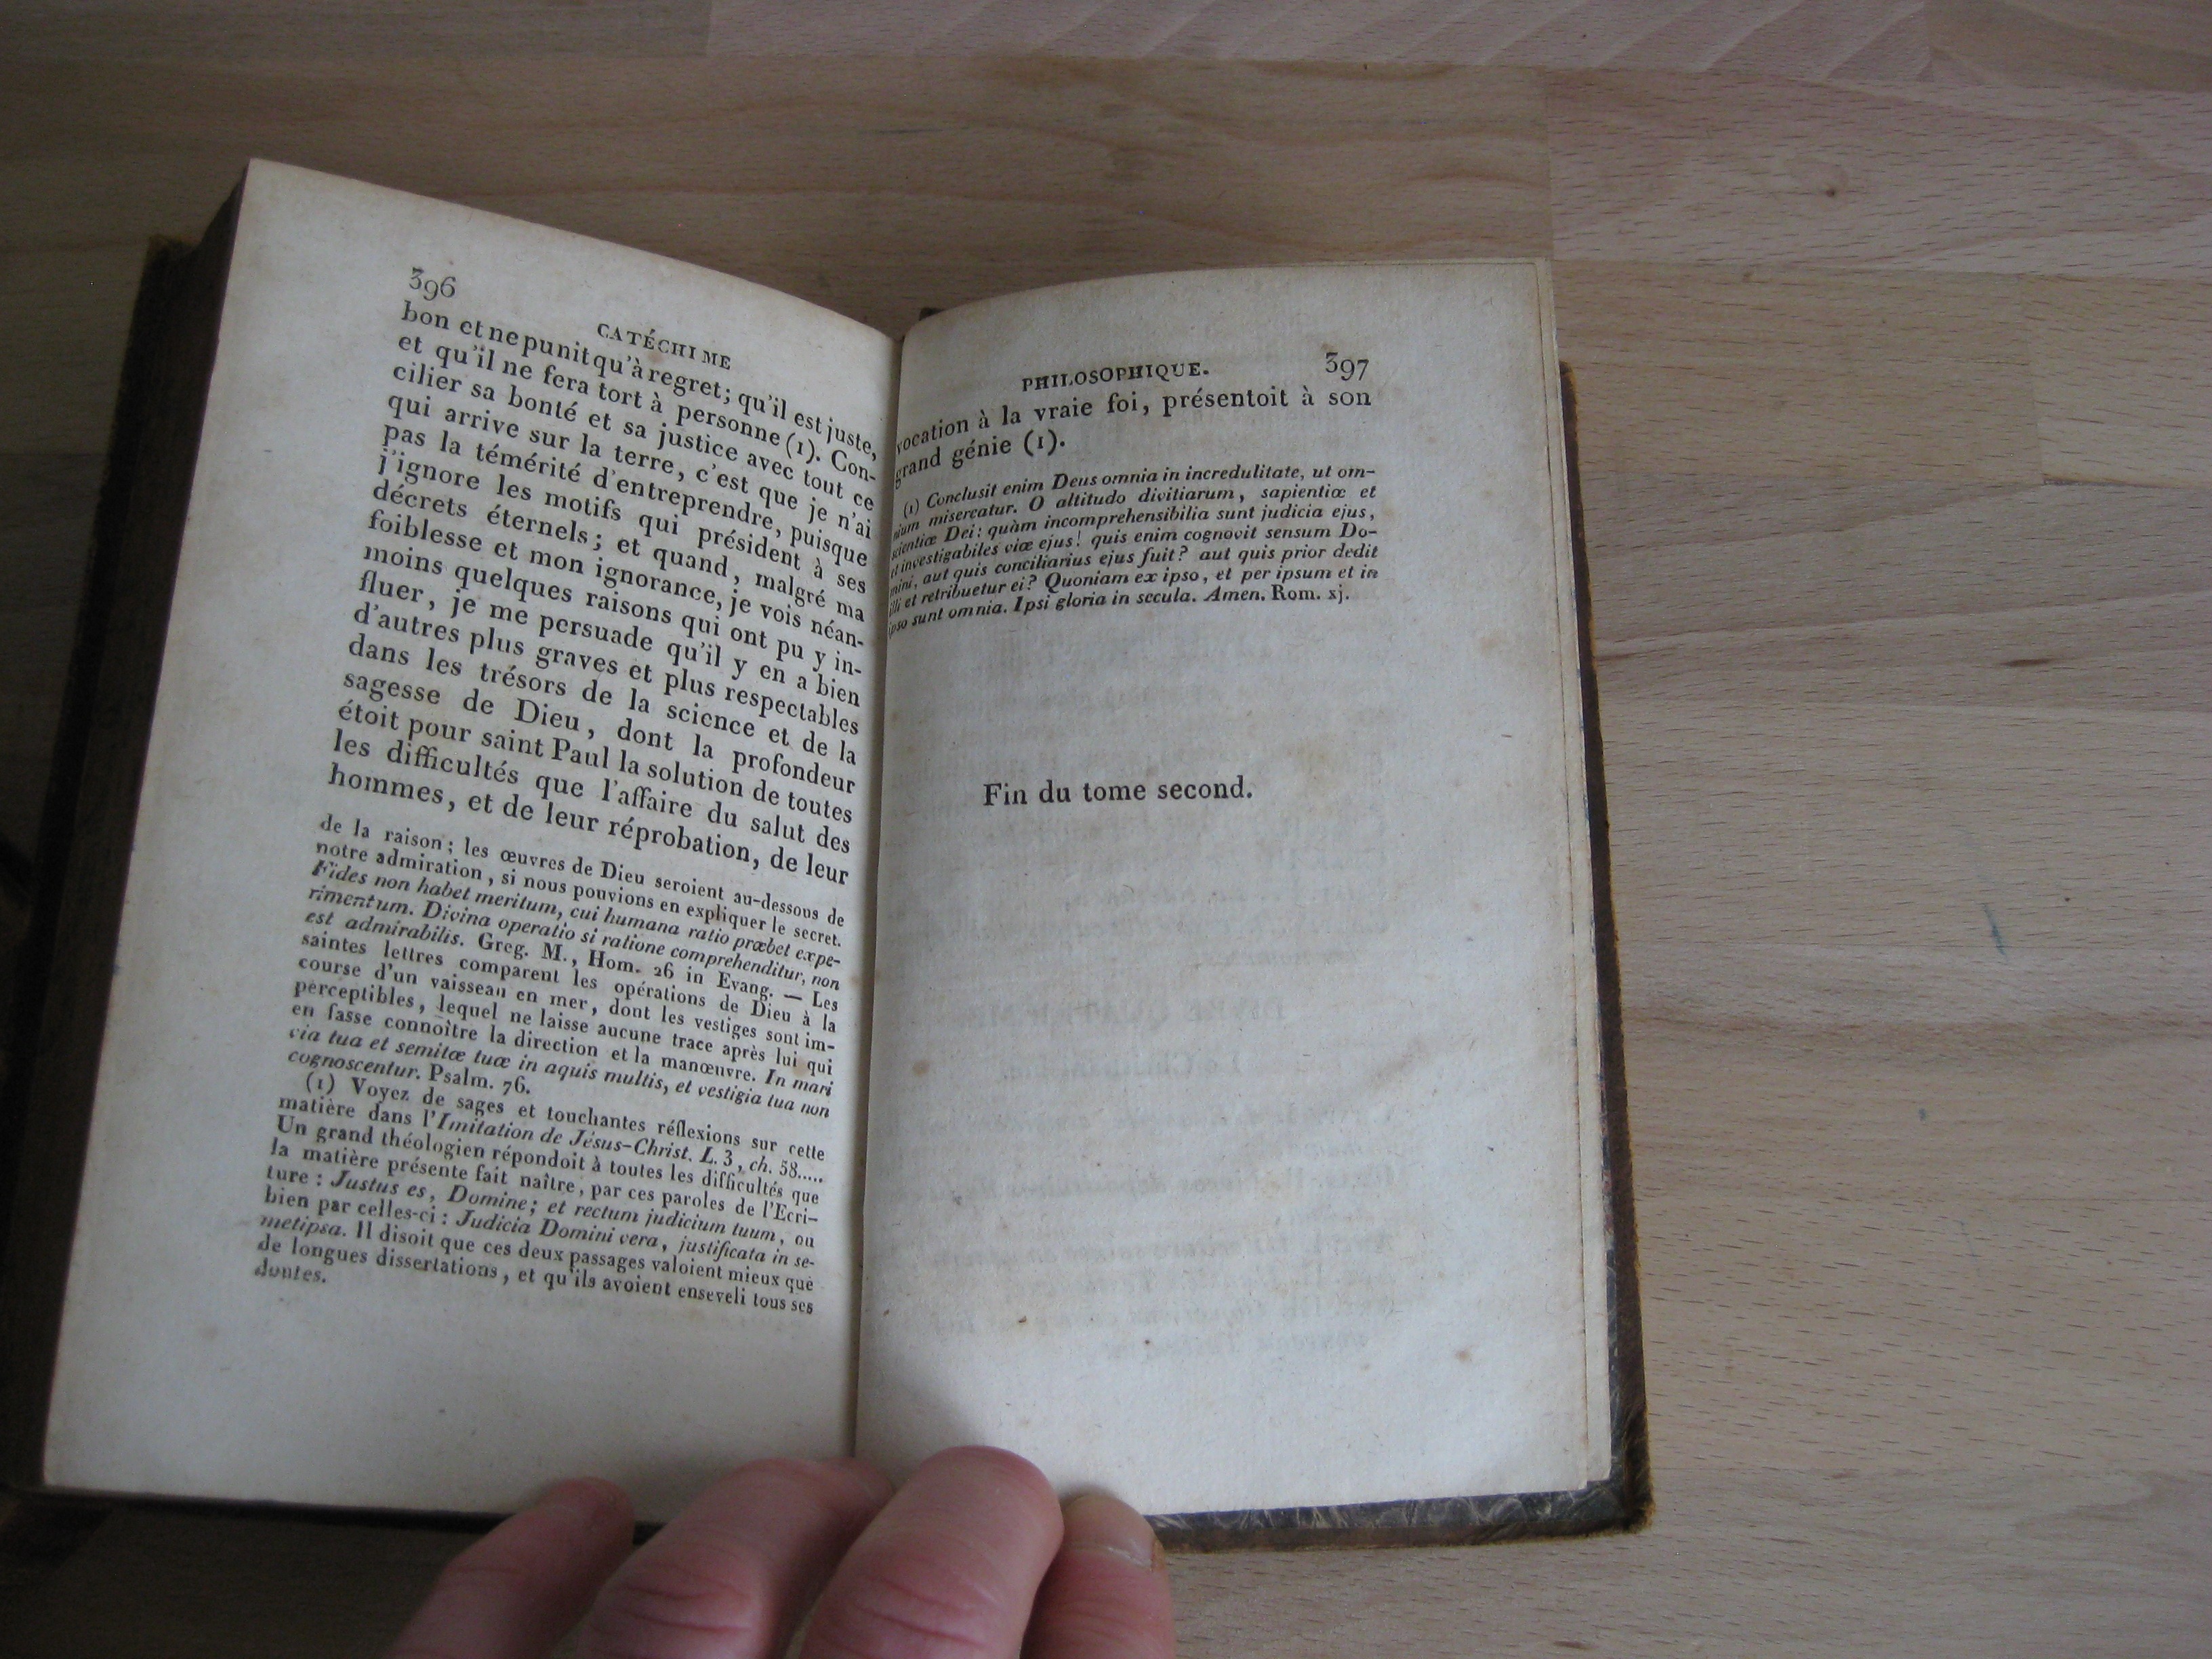 396
CATÉCHIME
bon et ne punit qu'à regret; qu'il est juste,
et qu'il ne fera tort à personne (1). Con-
cilier sa bonté et sa justice avec tout ce
qui arrive sur la terre, c'est que je n'ai
pas la témérité d'entreprendre, puisque
j'ignore les motifs qui président à ses
décrets éternels; et quand, malgré ma
foiblesse et mon ignorance, je vois néan-
moins quelques raisons qui ont pu y in-
fluer, je me persuade qu'il y en a bien
d'autres plus graves et plus respectables
dans les trésors de la science et de la
sagesse de Dieu, dont la profondeur
étoit pour saint Paul la solution de toutes
les difficultés que l'affaire du salut des
hommes, et de leur réprobation, de leur
de la raison; les œuvres de Dieu seroient au-dessous de
notre admiration, si nous pouvions en expliquer le secret.
Fides non habet meritum, cui humana ratio præbet expe-
rimentum. Divina operatio si ratione comprehenditur, non
est admirabilis. Greg. M., Hom. 26 in Evang. — Les
saintes lettres comparent les opérations de Dieu à la
course d'un vaisseau en mer, dont les vestiges sont im-
perceptibles, lequel ne laisse aucune trace après lui qui
en fasse connoître la direction et la manœuvre. In mari
via tua et semitæ tuæ in aquis multis, et vestigia tua non
cognoscentur. Psalm. 76.
(1) Voyez de sages et touchantes réflexions sur cette
matière dans l'Imitation de Jésus-Christ. L. 3, ch. 58.....
Un grand théologien répondoit à toutes les difficultés que
la matière présente fait naître, par ces paroles de l'Ecri-
ture : Justus es, Domine; et rectum judicium tuum, ou
bien par celles-ci : Judicia Domini vera, justificata in se-
metipsa. Il disoit que ces deux passages valoient mieux que
de longues dissertations, et qu'ils avoient enseveli tous ses
doutes.
PHILOSOPHIQUE. 397
vocation à la vraie foi, présentoit à son
grand génie (1).
(1) Conclusit enim Deus omnia in incredulitate, ut om-
nium misereatur. O altitudo divitiarum, sapientiæ et
scientiæ Dei: quàm incomprehensibilia sunt judicia ejus,
et investigabiles viæ ejus! quis enim cognovit sensum Do-
mini, aut quis conciliarius ejus fuit? aut quis prior dedit
illi et retribuetur ei? Quoniam ex ipso, et per ipsum et in
ipso sunt omnia. Ipsi gloria in secula. Amen. Rom. xj.
Fin du tome second.